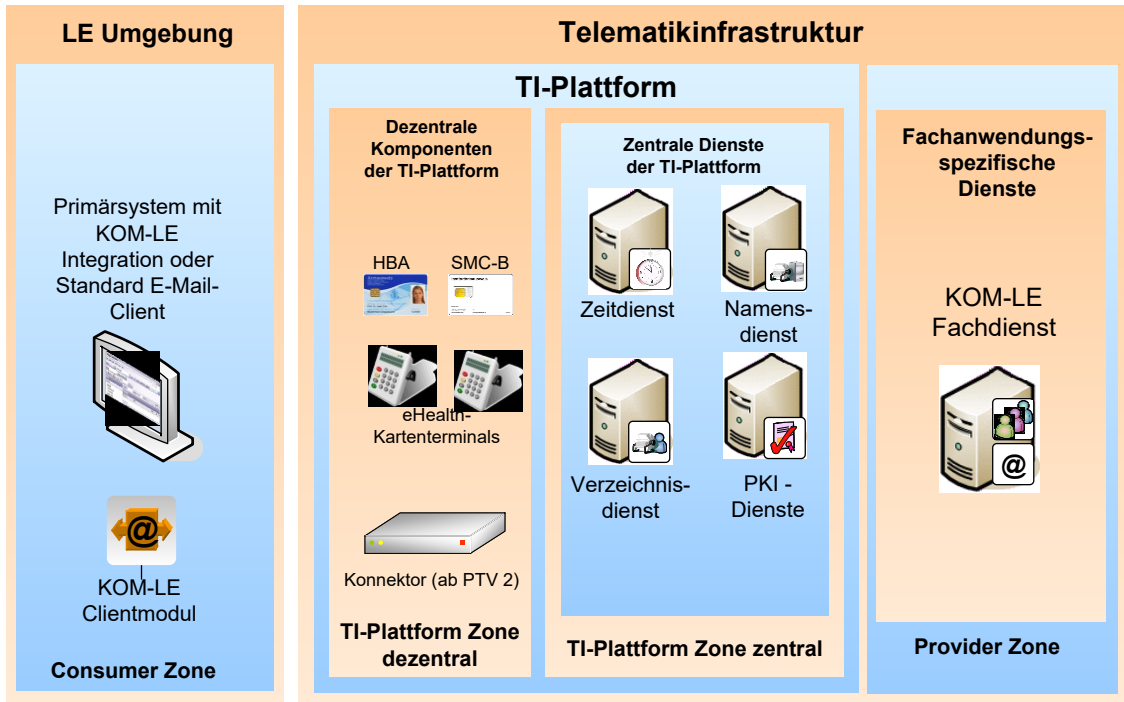 LE Umgebung
Primärsystem mit
KOM-LE
Integration oder
Standard E-Mail-
Client
@
KOM-LE
Clientmodul
Consumer Zone
Telematikinfrastruktur
TI-Plattform
Dezentrale
Komponenten
der TI-Plattform
HBA
SMC-B
eHealth-
Kartenterminals
Konnektor (ab PTV 2)
TI-Plattform Zone
dezentral
Zentrale Dienste
der TI-Plattform
Zeitdienst
Namens-
dienst
Verzeichnis-
dienst
PKI -
Dienste
TI-Plattform Zone zentral
Fachanwendungs-
spezifische
Dienste
KOM-LE
Fachdienst
@
Provider Zone